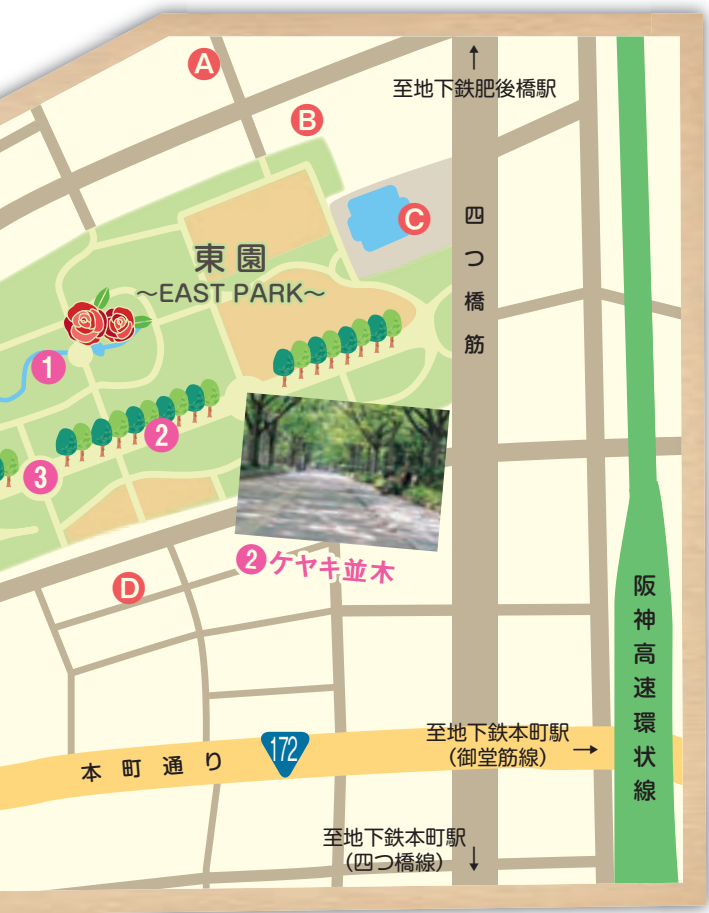 A
至地下鉄肥後橋駅
B
C
四つ橋筋
東園
～EAST PARK～
1
2
3
2 ケヤキ並木
D
阪神高速環状線
172
本町通り
至地下鉄本町駅
(御堂筋線) →
至地下鉄本町駅
(四つ橋線)